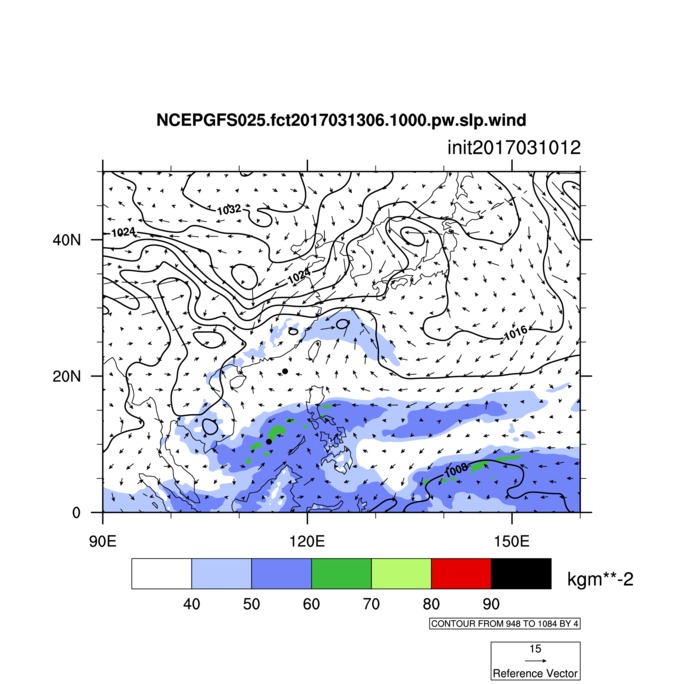 NCEPGFS025.fct2017031306.1000.pw.slp.wind
init2017031012
1032
1024
40N
1024
1016
20N
1008
0
90E 120E 150E
40 50 60 70 80 90
kgm**-2
CONTOUR FROM 948 TO 1084 BY 4
15
Reference Vector